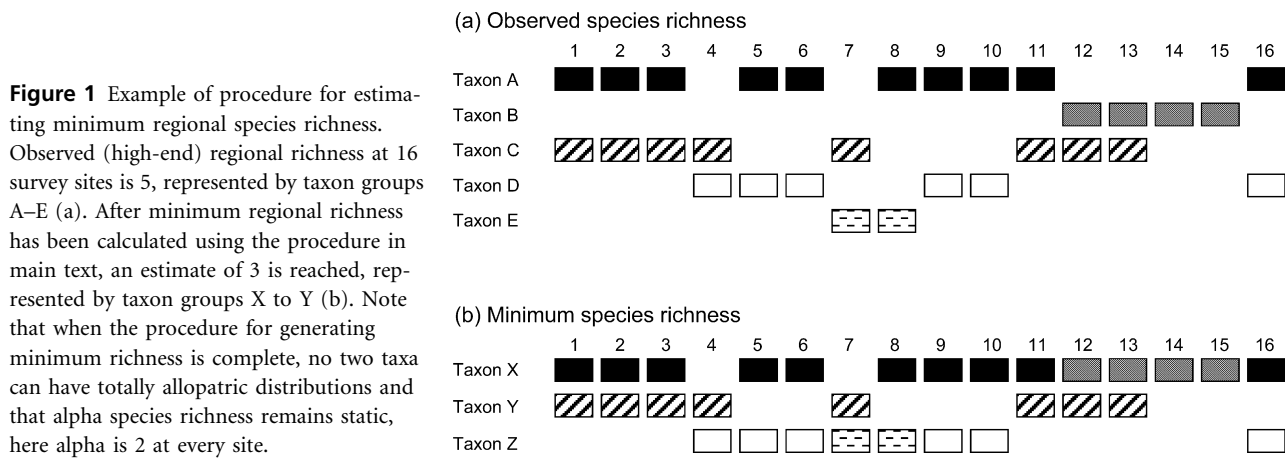 Figure 1 Example of procedure for estima-
ting minimum regional species richness.
Observed (high-end) regional richness at 16
survey sites is 5, represented by taxon groups
A–E (a). After minimum regional richness
has been calculated using the procedure in
main text, an estimate of 3 is reached, rep-
resented by taxon groups X to Y (b). Note
that when the procedure for generating
minimum richness is complete, no two taxa
can have totally allopatric distributions and
that alpha species richness remains static,
here alpha is 2 at every site.
(a) Observed species richness
1 2 3 4 5 6 7 8 9 10 11 12 13 14 15 16
Taxon A
Taxon B
Taxon C
Taxon D
Taxon E
(b) Minimum species richness
1 2 3 4 5 6 7 8 9 10 11 12 13 14 15 16
Taxon X
Taxon Y
Taxon Z